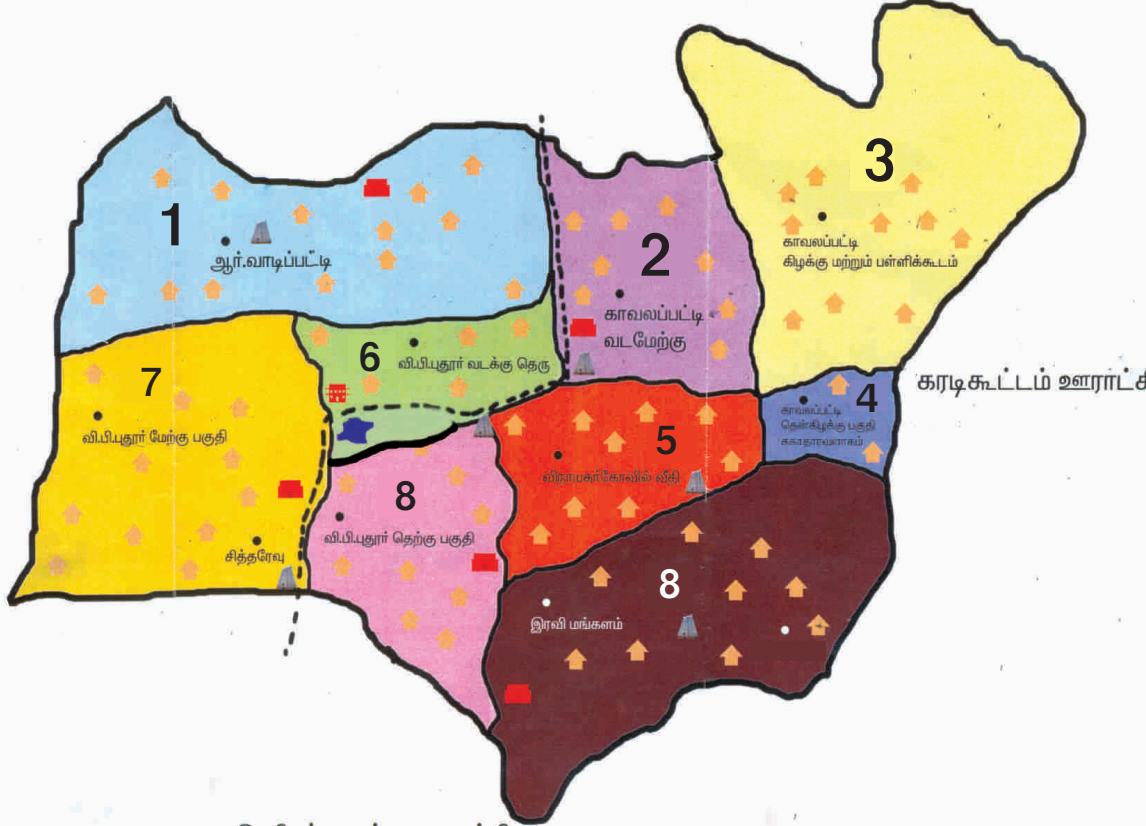 1
ஆர்.வாடிப்பட்டி
2
காவலப்பட்டி
வடமேற்கு
3
காவலப்பட்டி
கிழக்கு மற்றும் பள்ளிக்கூடம்
கரடிகூட்டம்
4
காவலப்பட்டி
தென்கிழக்கு பகுதி
5
6
வி.பி.புதூர் வடக்கு தெரு
7
வி.பி.புதூர் மேற்கு பகுதி
சித்தரேவு
8
வி.பி.புதூர் தெற்கு பகுதி
8
இரவி மங்களம்